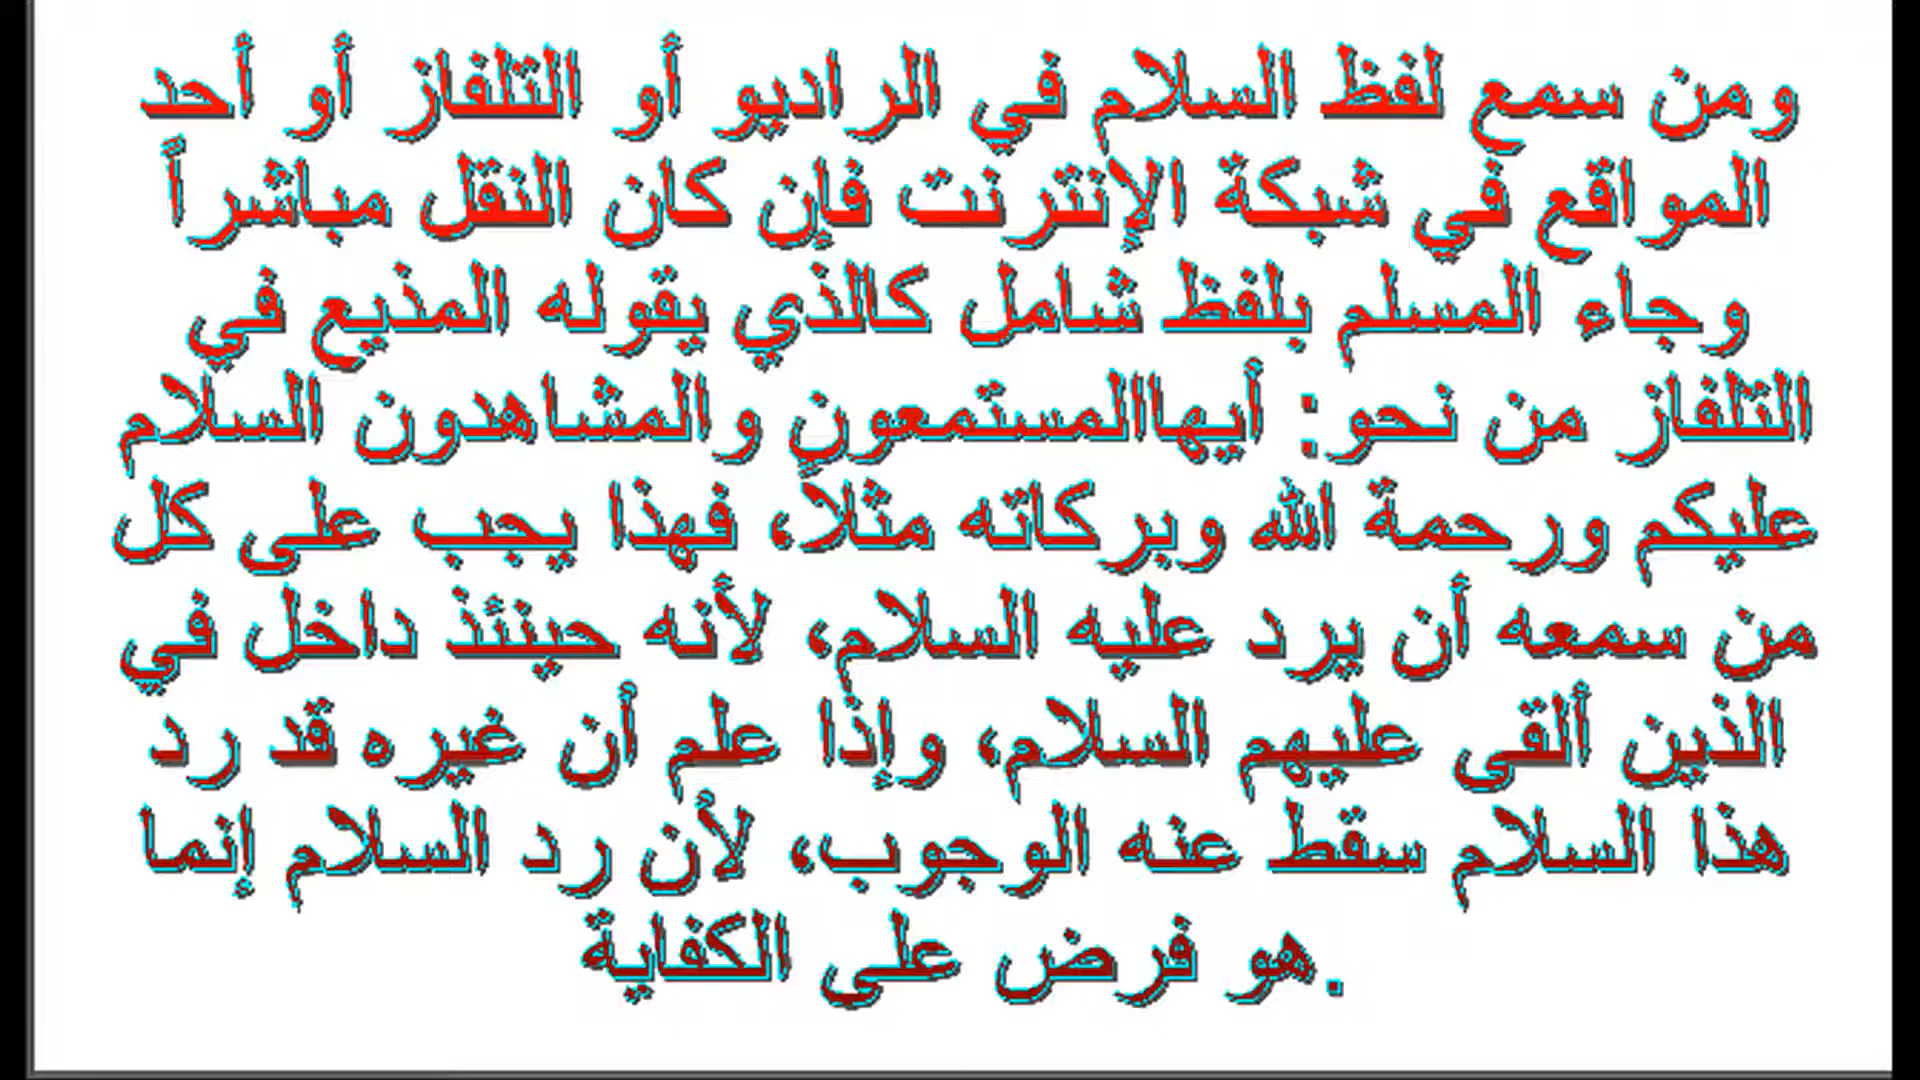 ومن سمع لفظ السلام في الراديو أو التلفاز أو أحد
المواقع في شبكة الإنترنت فإن كان النقل مباشراً
وجاء المسلم بلفظ شامل كالذي يقوله المذيع في
التلفاز من نحو: أيهاالمستمعون والمشاهدون السلام
عليكم ورحمة الله وبركاته مثلاً، فهذا يجب على كل
من سمعه أن يرد عليه السلام، لأنه حينئذ داخل في
الذين ألقى عليهم السلام، وإذا علم أن غيره قد رد
هذا السلام سقط عنه الوجوب، لأن رد السلام إنما
.هو فرض على الكفاية